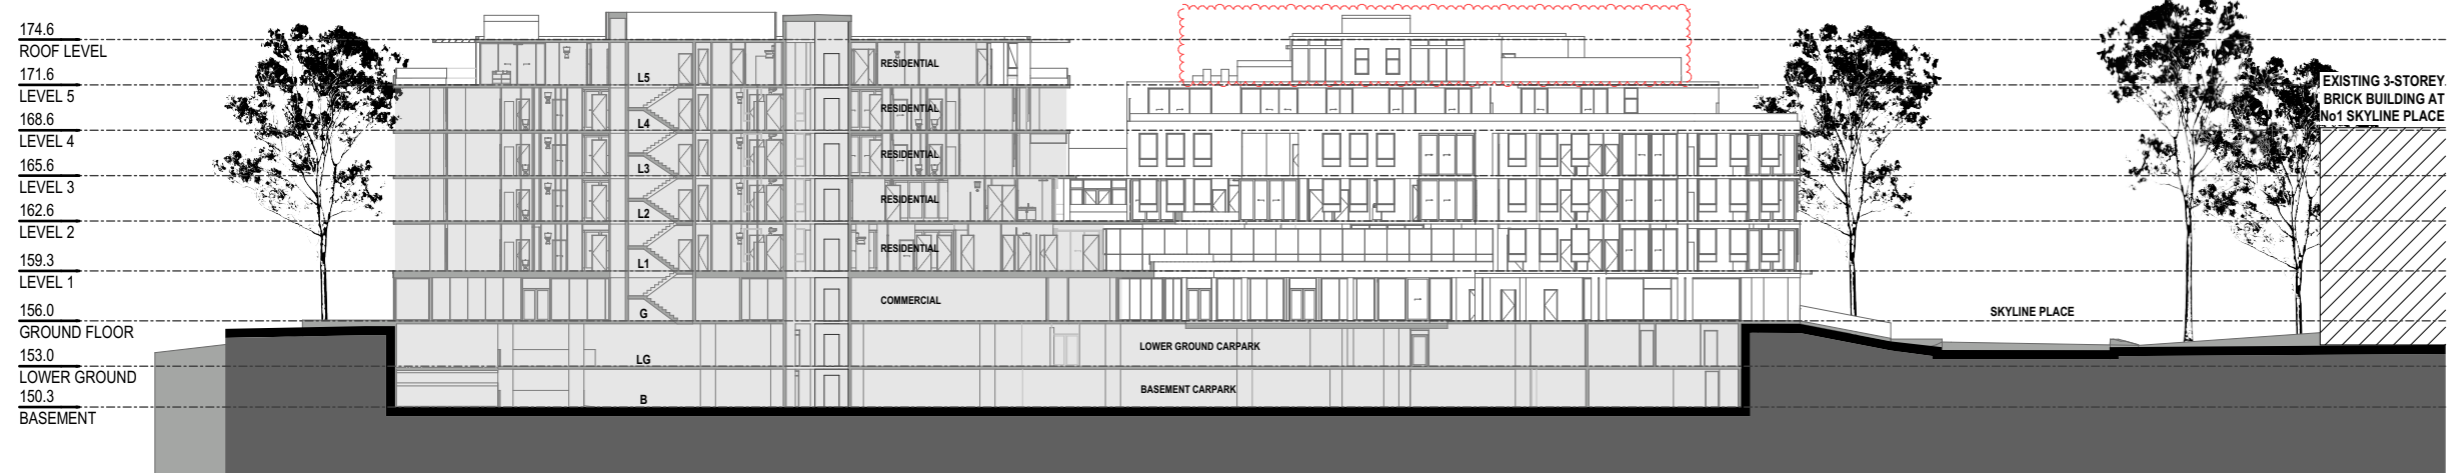 174.6
ROOF LEVEL
171.6
LEVEL 5
168.6
LEVEL 4
165.6
LEVEL 3
162.6
LEVEL 2
159.3
LEVEL 1
156.0
GROUND FLOOR
153.0
LOWER GROUND
150.3
BASEMENT
L5
L4
L3
L2
L1
G
LG
B
RESIDENTIAL
RESIDENTIAL
RESIDENTIAL
RESIDENTIAL
RESIDENTIAL
COMMERCIAL
LOWER GROUND CARPARK
BASEMENT CARPARK
SKYLINE PLACE
EXISTING 3-STOREY
BRICK BUILDING AT
No1 SKYLINE PLACE